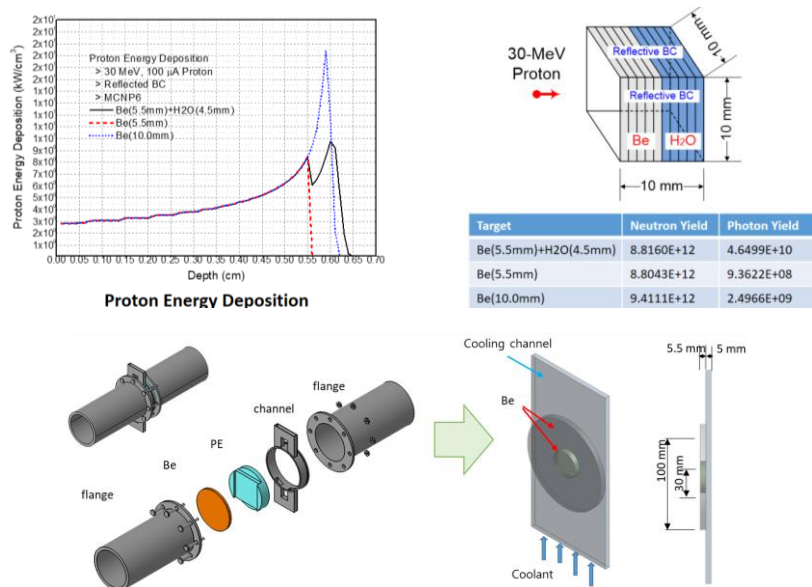 Proton Energy Deposition (kW/cm³)
Proton Energy Deposition
> 30 MeV, 100 μA Proton
> Reflected BC
> MCNP6
Be(5.5mm)+H2O(4.5mm)
Be(5.5mm)
Be(10.0mm)
0.00 0.05 0.10 0.15 0.20 0.25 0.30 0.35 0.40 0.45 0.50 0.55 0.60 0.65 0.70
Depth (cm)
Proton Energy Deposition
30-MeV
Proton
Reflective BC
Reflective BC
Be
H2O
10 mm
10 mm
10 mm
Target Neutron Yield Photon Yield
Be(5.5mm)+H2O(4.5mm) 8.8160E+12 4.6499E+10
Be(5.5mm) 8.8043E+12 9.3622E+08
Be(10.0mm) 9.4111E+12 2.4966E+09
flange
channel
PE
Be
flange
Cooling channel
Be
Coolant
5.5 mm
5 mm
100 mm
30 mm